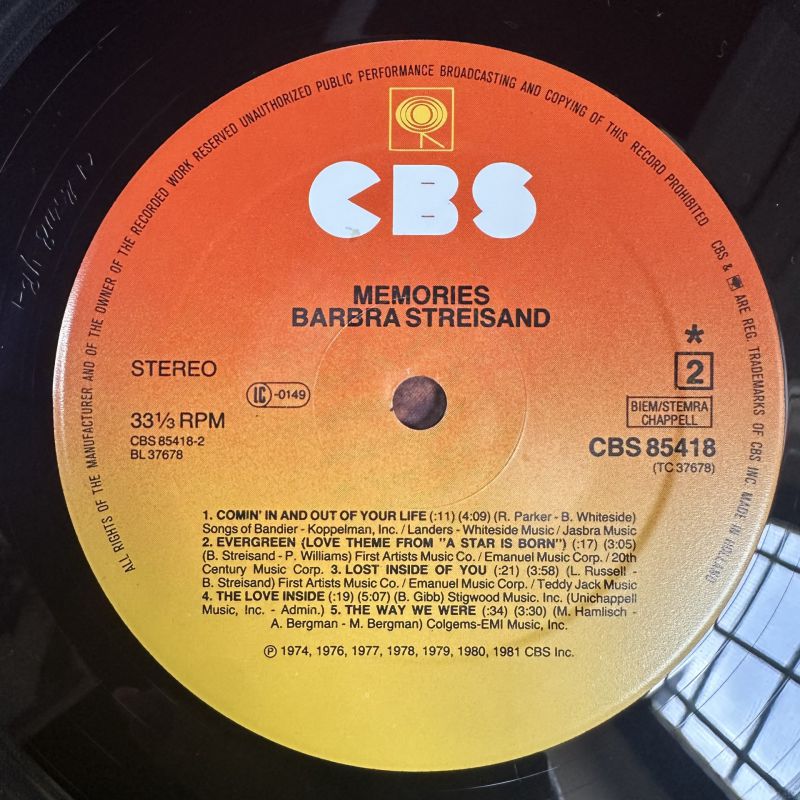 ALL RIGHTS OF THE MANUFACTURER AND OF THE OWNER OF THE RECORDED WORK RESERVED UNAUTHORIZED PUBLIC PERFORMANCE BROADCASTING AND COPYING OF THIS RECORD PROHIBITED
CBS & ARE REG. TRADEMARKS OF CBS INC. MADE IN HOLLAND
CBS
MEMORIES
BARBRA STREISAND
STEREO
LC -0149
33⅓ RPM
CBS 85418-2
BL 37678
*
2
BIEM/STEMRA
CHAPPELL
CBS 85418
(TC 37678)
1. COMIN' IN AND OUT OF YOUR LIFE (:11) (4:09) (R. Parker - B. Whiteside)
Songs of Bandier - Koppelman, Inc. / Landers - Whiteside Music / Jasbra Music
2. EVERGREEN {LOVE THEME FROM "A STAR IS BORN"} (:17) (3:05)
(B. Streisand - P. Williams) First Artists Music Co. / Emanuel Music Corp. / 20th
Century Music Corp. 3. LOST INSIDE OF YOU (:21) (3:58) (L. Russell -
B. Streisand) First Artists Music Co. / Emanuel Music Corp. / Teddy Jack Music
4. THE LOVE INSIDE (:19) (5:07) (B. Gibb) Stigwood Music. Inc. (Unichappell
Music, Inc. - Admin.) 5. THE WAY WE WERE (:34) (3:30) (M. Hamlisch -
A. Bergman - M. Bergman) Colgems-EMI Music, Inc.
Ⓟ 1974, 1976, 1977, 1978, 1979, 1980, 1981 CBS Inc.